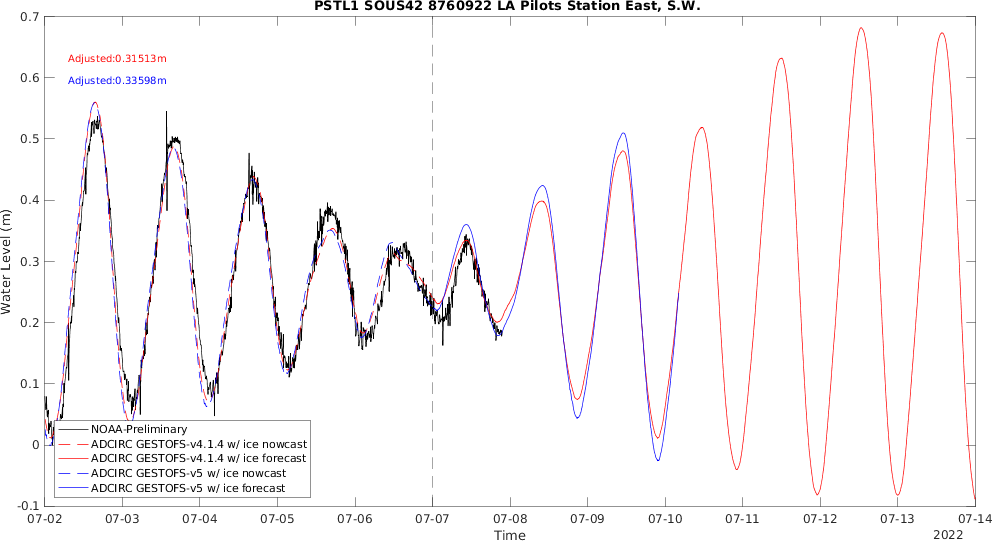 PSTL1 SOUS42 8760922 LA Pilots Station East, S.W.
Adjusted:0.31513m
Adjusted:0.33598m
Water Level (m)
0.7
0.6
0.5
0.4
0.3
0.2
0.1
0
-0.1
NOAA-Preliminary
ADCIRC GESTOFS-v4.1.4 w/ ice nowcast
ADCIRC GESTOFS-v4.1.4 w/ ice forecast
ADCIRC GESTOFS-v5 w/ ice nowcast
ADCIRC GESTOFS-v5 w/ ice forecast
07-02 07-03 07-04 07-05 07-06 07-07 07-08 07-09 07-10 07-11 07-12 07-13 07-14
Time
2022